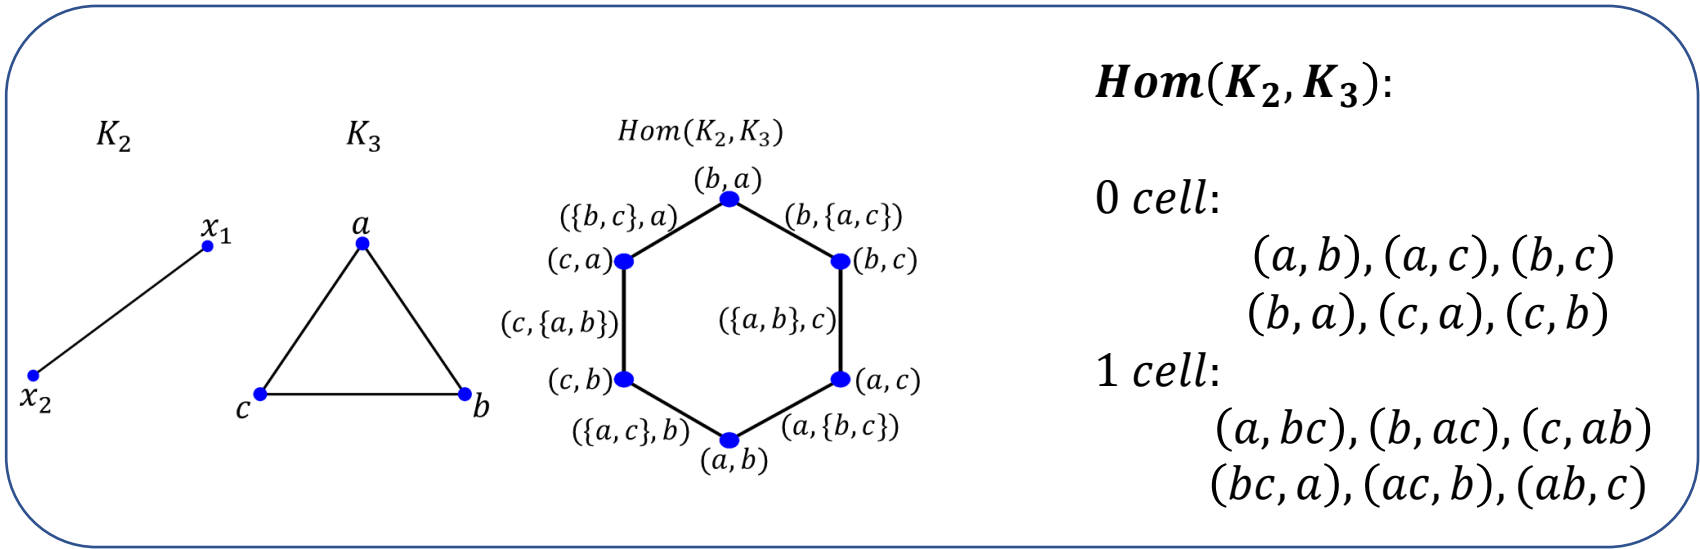 K₂
x₁
x₂
K₃
a
c
b
Hom(K₂, K₃)
(b, a)
({b, c}, a)
(b, {a, c})
(c, a)
(b, c)
(c, {a, b})
({a, b}, c)
(c, b)
(a, c)
({a, c}, b)
(a, {b, c})
(a, b)
Hom(K₂, K₃):
0 cell:
(a, b), (a, c), (b, c)
(b, a), (c, a), (c, b)
1 cell:
(a, bc), (b, ac), (c, ab)
(bc, a), (ac, b), (ab, c)